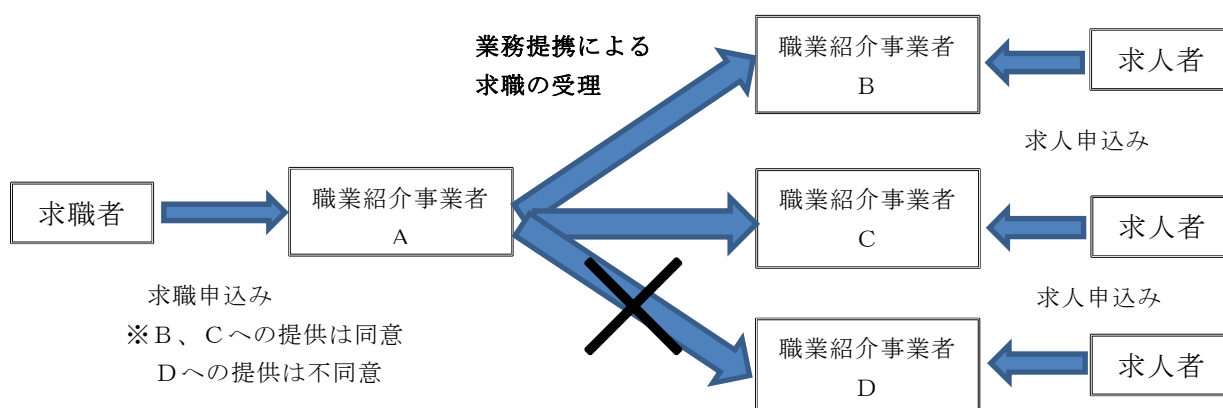 業務提携による
求職の受理
職業紹介事業者
B
求人者
求人申込み
求職者
職業紹介事業者
A
職業紹介事業者
C
求人者
求職申込み
※B、Cへの提供は同意
Dへの提供は不同意
求人申込み
職業紹介事業者
D
求人者